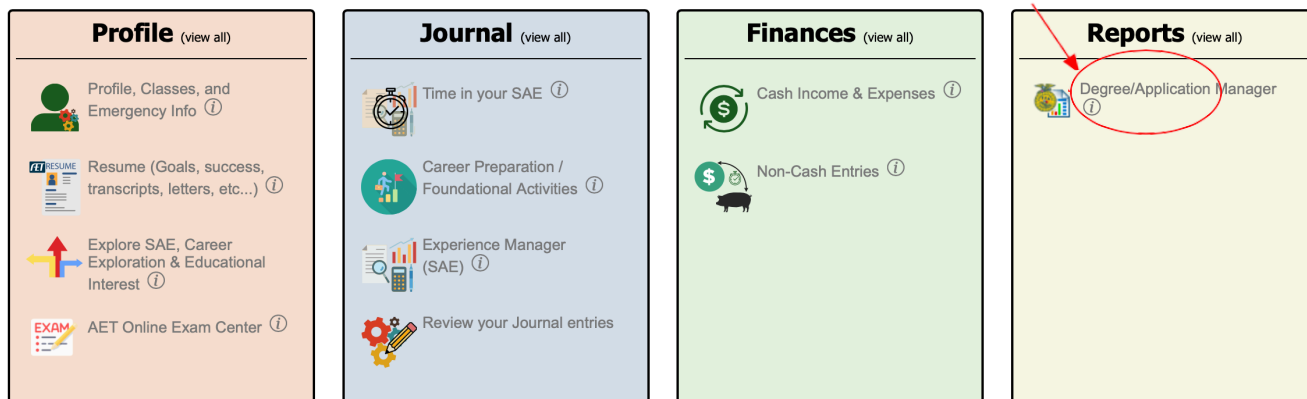 Profile (view all)
Profile, Classes, and
Emergency Info i
AET RESUME
Resume (Goals, success,
transcripts, letters, etc...) i
Explore SAE, Career
Exploration & Educational
Interest i
EXAM
AET Online Exam Center i
Journal (view all)
Time in your SAE i
Career Preparation /
Foundational Activities i
Experience Manager
(SAE) i
Review your Journal entries
Finances (view all)
$
Cash Income & Expenses i
$
Non-Cash Entries i
Reports (view all)
Degree/Application Manager
i